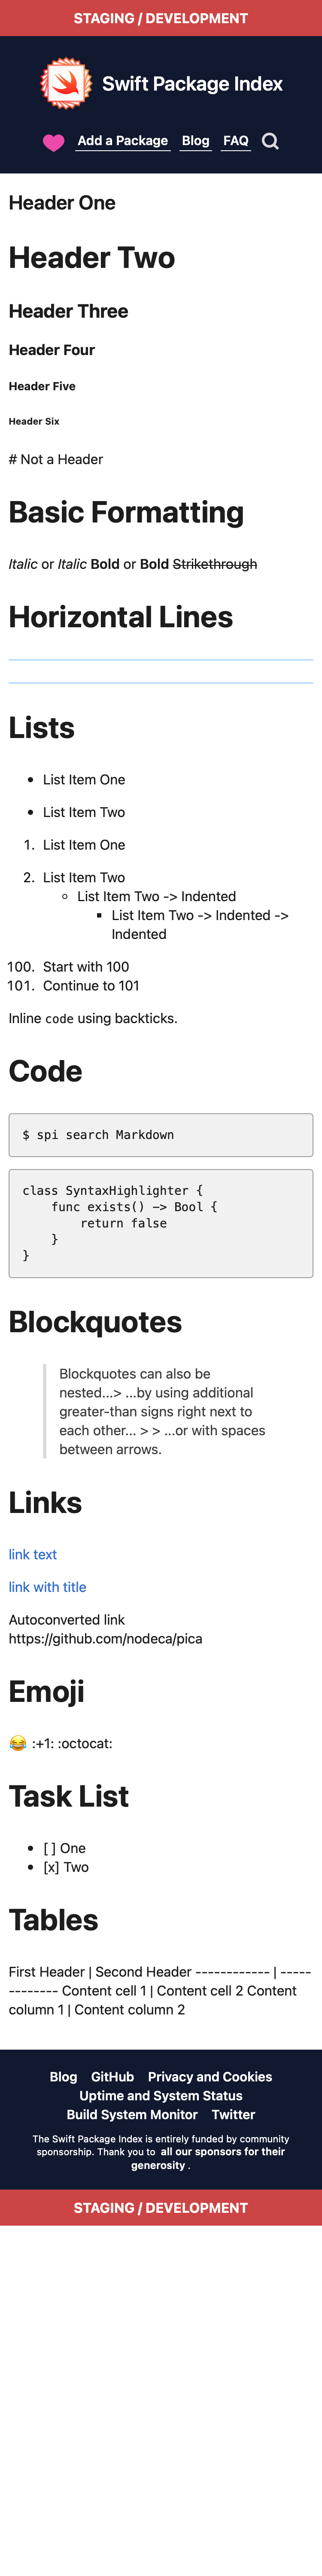 STAGING / DEVELOPMENT
Swift Package Index
Add a Package Blog FAQ
Header One
Header Two
Header Three
Header Four
Header Five
Header Six
# Not a Header
Basic Formatting
Italic or Italic Bold or Bold Strikethrough
Horizontal Lines
Lists
• List Item One
• List Item Two
1. List Item One
2. List Item Two
◦ List Item Two -> Indented
▪ List Item Two -> Indented ->
Indented
100. Start with 100
101. Continue to 101
Inline code using backticks.
Code
$ spi search Markdown
class SyntaxHighlighter {
    func exists() -> Bool {
        return false
    }
}
Blockquotes
Blockquotes can also be
nested...> ...by using additional
greater-than signs right next to
each other... > > ...or with spaces
between arrows.
Links
link text
link with title
Autoconverted link
https://github.com/nodeca/pica
Emoji
😂 :+1: :octocat:
Task List
• [ ] One
• [x] Two
Tables
First Header | Second Header ------------ | -----
-------- Content cell 1 | Content cell 2 Content
column 1 | Content column 2
Blog GitHub Privacy and Cookies
Uptime and System Status
Build System Monitor Twitter
The Swift Package Index is entirely funded by community
sponsorship. Thank you to all our sponsors for their
generosity .
STAGING / DEVELOPMENT